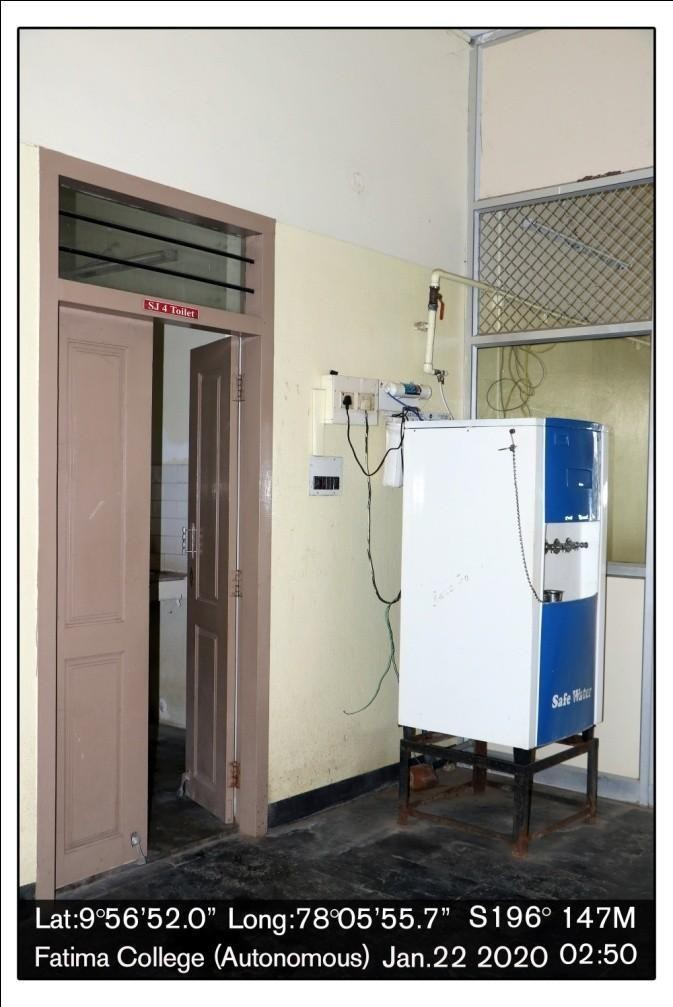 SJ 4 Toilet
Safe Water
Lat:9°56'52.0" Long:78°05'55.7" S196° 147M
Fatima College (Autonomous) Jan.22 2020 02:50